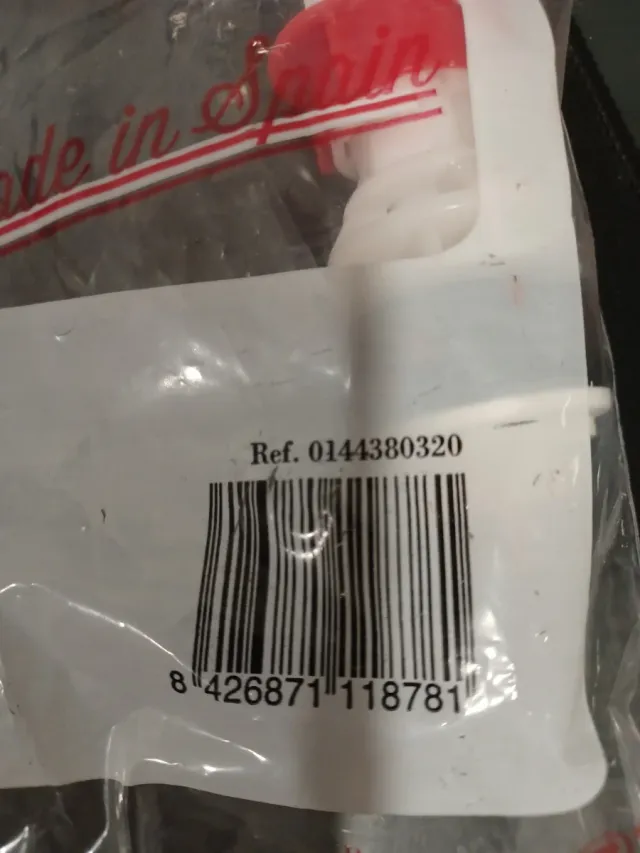 ade in Spain
Ref. 0144380320
8 426871 118781